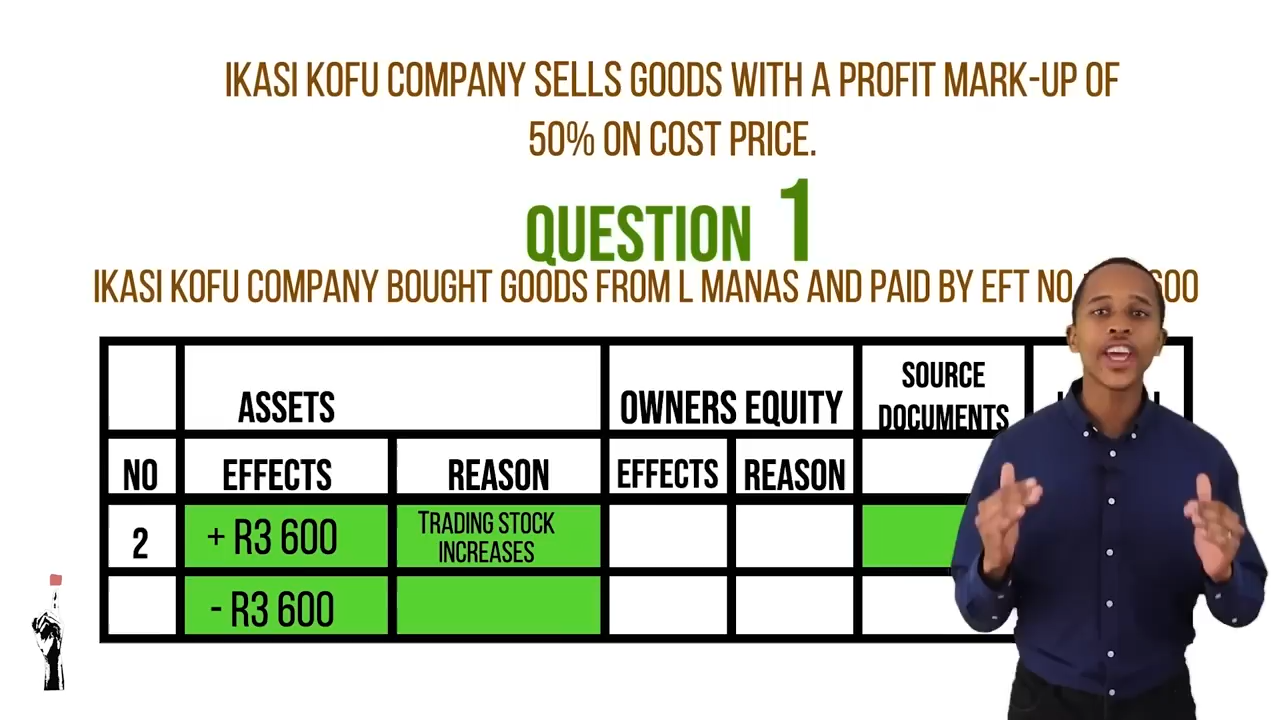 IKASI KOFU COMPANY SELLS GOODS WITH A PROFIT MARK-UP OF
50% ON COST PRICE.
QUESTION 1
IKASI KOFU COMPANY BOUGHT GOODS FROM L MANAS AND PAID BY EFT NO 600
ASSETS
OWNERS EQUITY
SOURCE
DOCUMENTS
NO
EFFECTS
REASON
EFFECTS
REASON
2
+ R3 600
TRADING STOCK
INCREASES
- R3 600